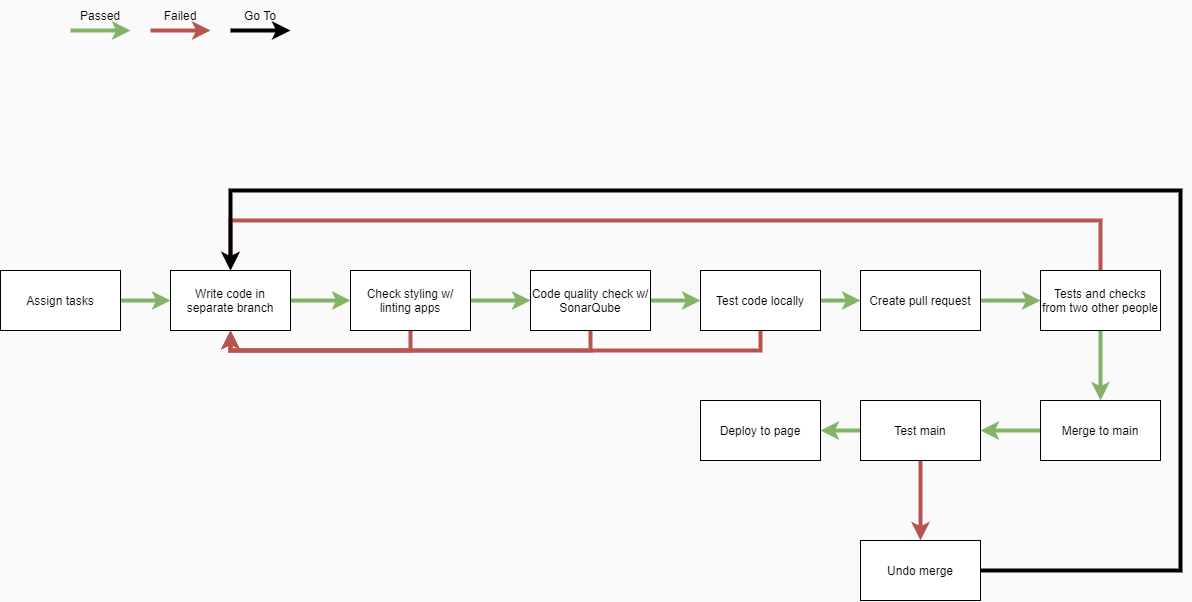 Passed
Failed
Go To
Assign tasks
Write code in
separate branch
Check styling w/
linting apps
Code quality check w/
SonarQube
Test code locally
Create pull request
Tests and checks
from two other people
Deploy to page
Test main
Merge to main
Undo merge